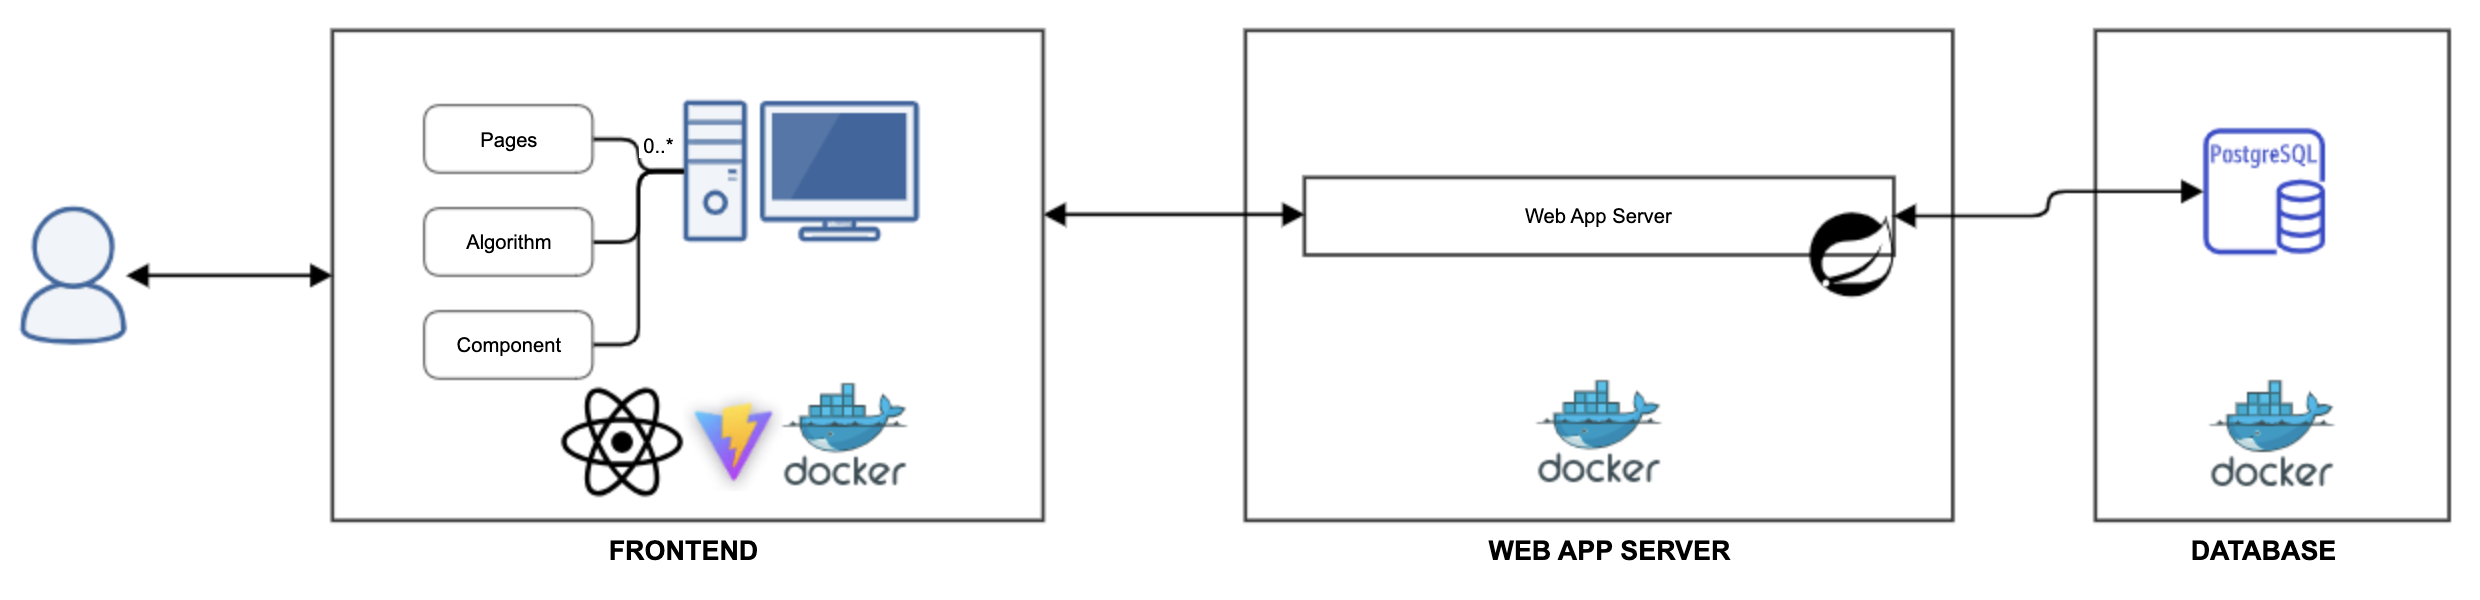 Pages
0..*
Algorithm
Component
docker
FRONTEND
Web App Server
docker
WEB APP SERVER
PostgreSQL
docker
DATABASE